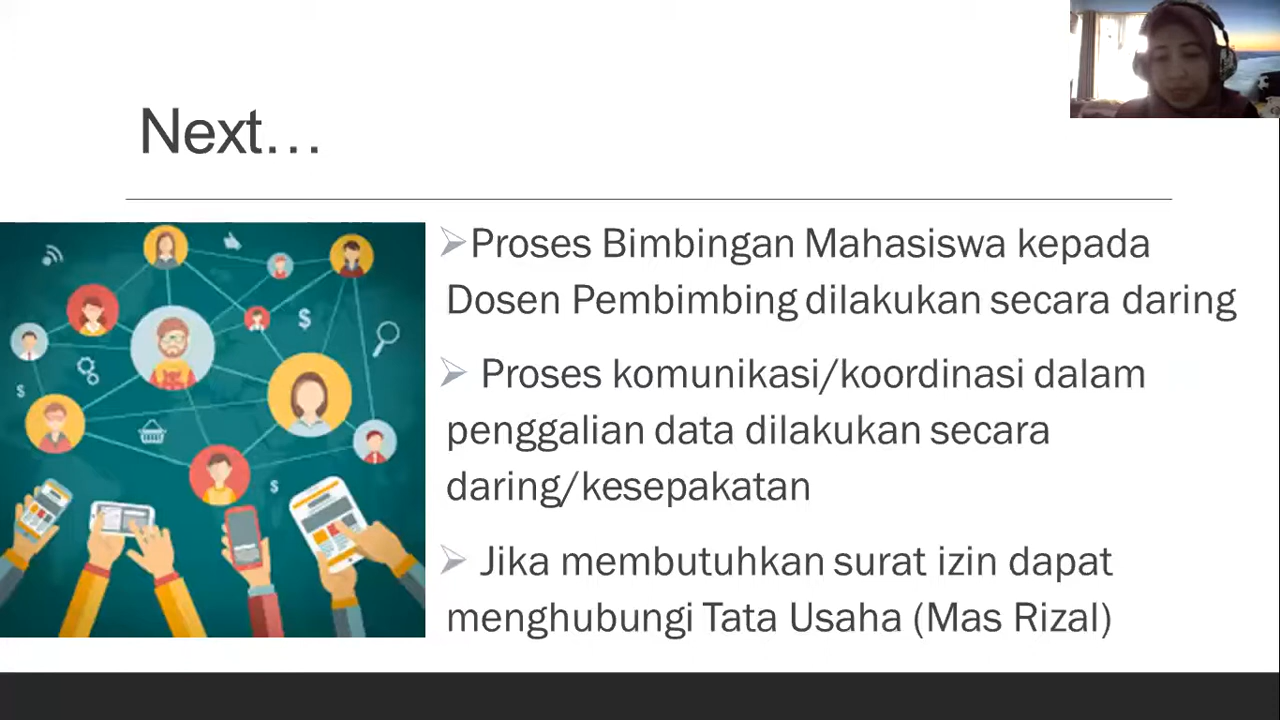 Next…
Proses Bimbingan Mahasiswa kepada
Dosen Pembimbing dilakukan secara daring
Proses komunikasi/koordinasi dalam
penggalian data dilakukan secara
daring/kesepakatan
Jika membutuhkan surat izin dapat
menghubungi Tata Usaha (Mas Rizal)